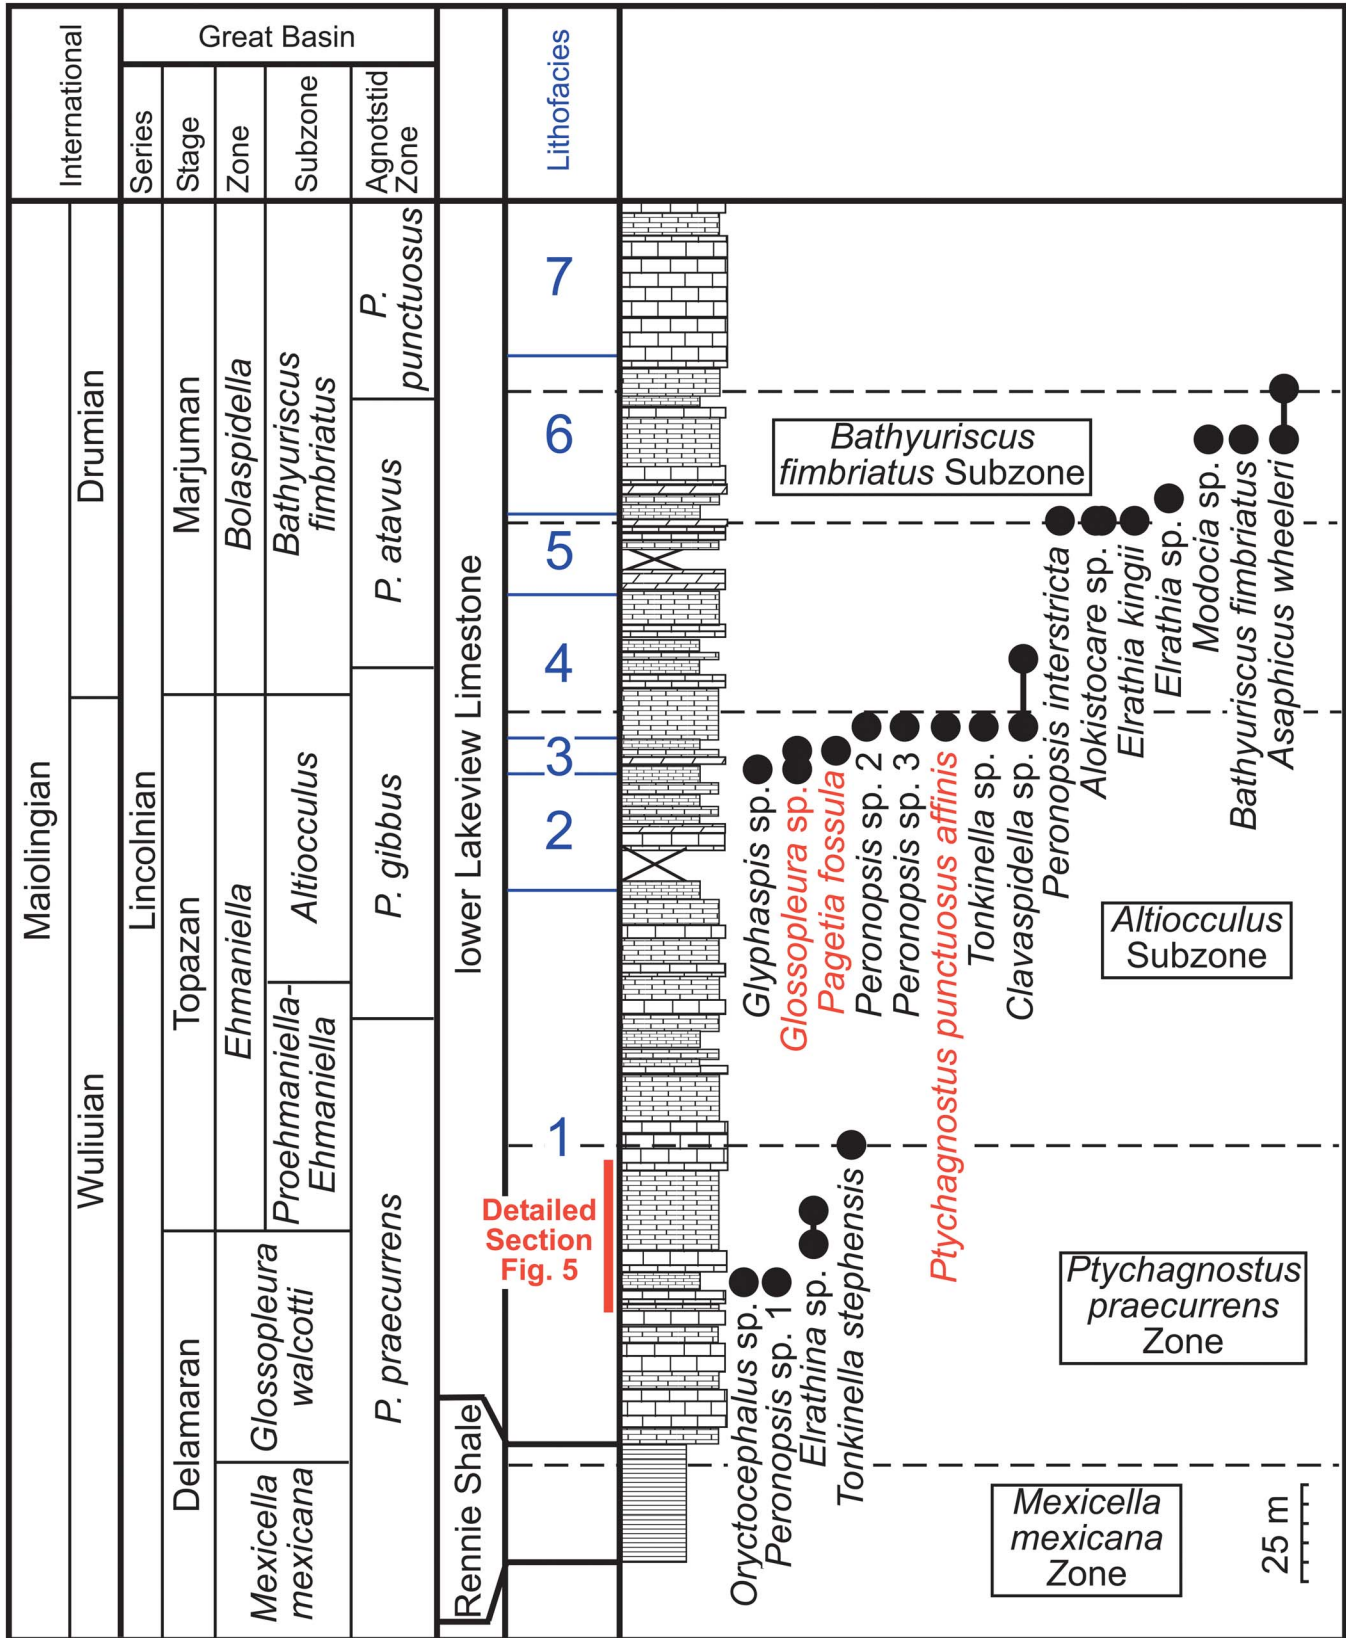 International
Great Basin
Series
Stage
Zone
Subzone
Agnotstid
Zone
Lithofacies
Maiolingian
Drumian
Wuliuian
Lincolnian
Marjuman
Topazan
Delamaran
Bolaspidella
Ehmaniella
Bathyuriscus
fimbriatus
Altiocculus
Proehmaniella-
Ehmaniella
Glossopleura
walcotti
Mexicella
mexicana
P.
punctuosus
P. atavus
P. gibbus
P. praecurrens
lower Lakeview Limestone
Rennie Shale
7
6
5
4
3
2
1
Detailed
Section
Fig. 5
Oryctocephalus sp.
Peronopsis sp. 1
Elrathina sp.
Tonkinella stephensis
Glyphaspis sp.
Glossopleura sp.
Pagetia fossula
Peronopsis sp. 2
Peronopsis sp. 3
Ptychagnostus punctuosus affinis
Tonkinella sp.
Clavaspidella sp.
Peronopsis interstricta
Alokistocare sp.
Elrathia kingii
Elrathia sp.
Modocia sp.
Bathyuriscus fimbriatus
Asaphicus wheeleri
Bathyuriscus
fimbriatus Subzone
Altiocculus
Subzone
Ptychagnostus
praecurrens
Zone
Mexicella
mexicana
Zone
25 m